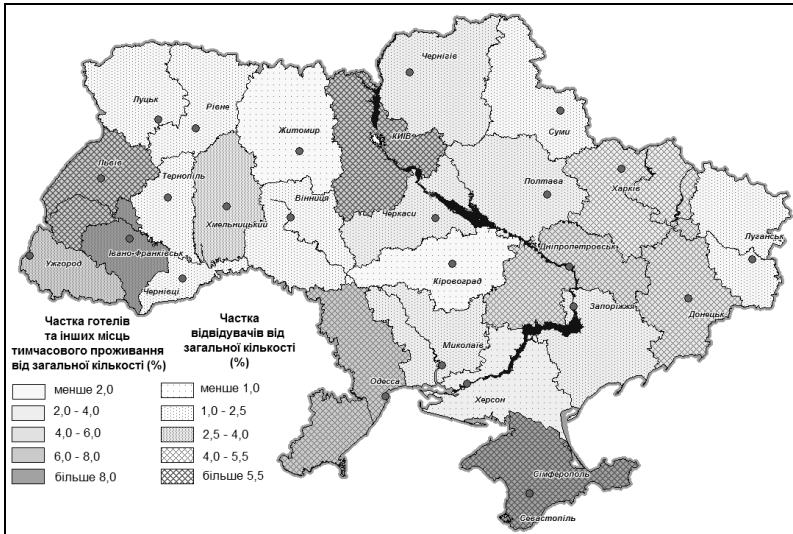 Чернігів
Луцьк
Рівне
Суми
Житомир
КИЇВ
Львів
Тернопіль
Полтава
Харків
Вінниця
Хмельницький
Черкаси
Луганськ
Дніпропетровськ
Івано-Франківськ
Ужгород
Кіровоград
Чернівці
Запоріжжя
Донецьк
Миколаїв
Одесса
Херсон
Сімферополь
Севастопіль
Частка готелів
та інших місць
тимчасового проживання
від загальної кількості (%)
менше 2,0
2,0 - 4,0
4,0 - 6,0
6,0 - 8,0
більше 8,0
Частка
відвідувачів від
загальної кількості
(%)
менше 1,0
1,0 - 2,5
2,5 - 4,0
4,0 - 5,5
більше 5,5